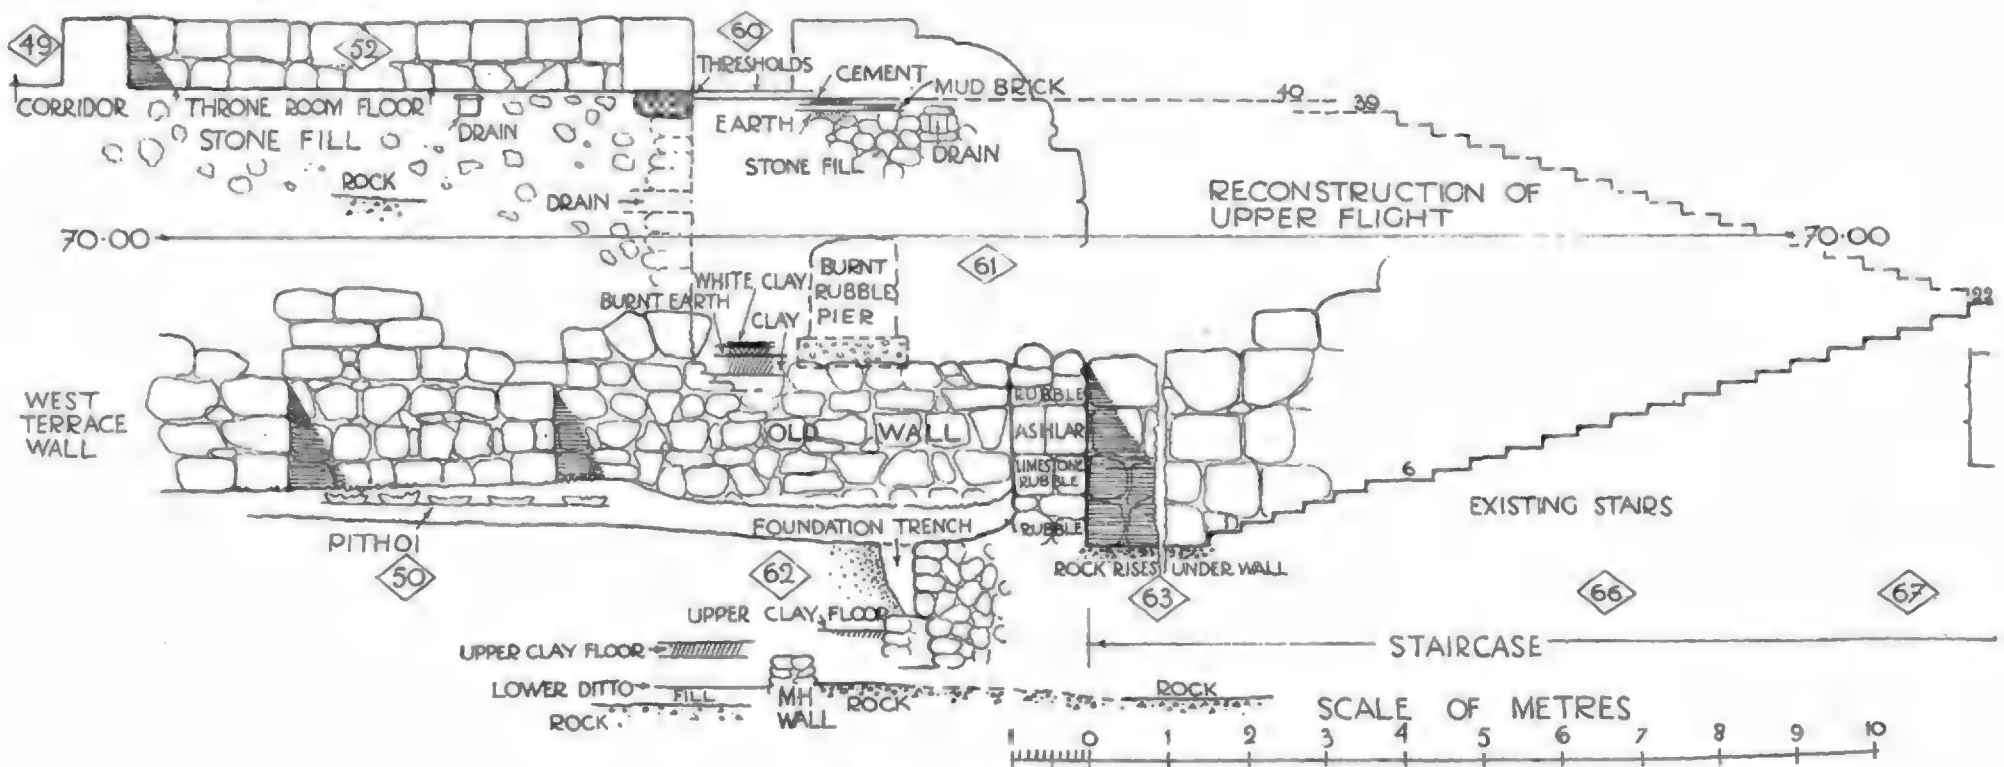 49
52
60
THRESHOLDS
CEMENT
MUD BRICK
CORRIDOR
THRONE ROOM FLOOR
STONE FILL
DRAIN
EARTH
STONE FILL
DRAIN
40
39
ROCK
DRAIN
RECONSTRUCTION OF
UPPER FLIGHT
70·00
70·00
61
WHITE CLAY
BURNT EARTH
CLAY
BURNT
RUBBLE
PIER
22
WEST
TERRACE
WALL
OLD WALL
RUBBLE
ASHLAR
LIMESTONE
RUBBLE
RUBBLE
6
EXISTING STAIRS
PITHOI
FOUNDATION TRENCH
50
62
ROCK RISES UNDER WALL
63
66
67
UPPER CLAY FLOOR
UPPER CLAY FLOOR
STAIRCASE
LOWER DITTO
FILL
ROCK
MH
WALL
ROCK
ROCK
SCALE OF METRES
1 0 1 2 3 4 5 6 7 8 9 10